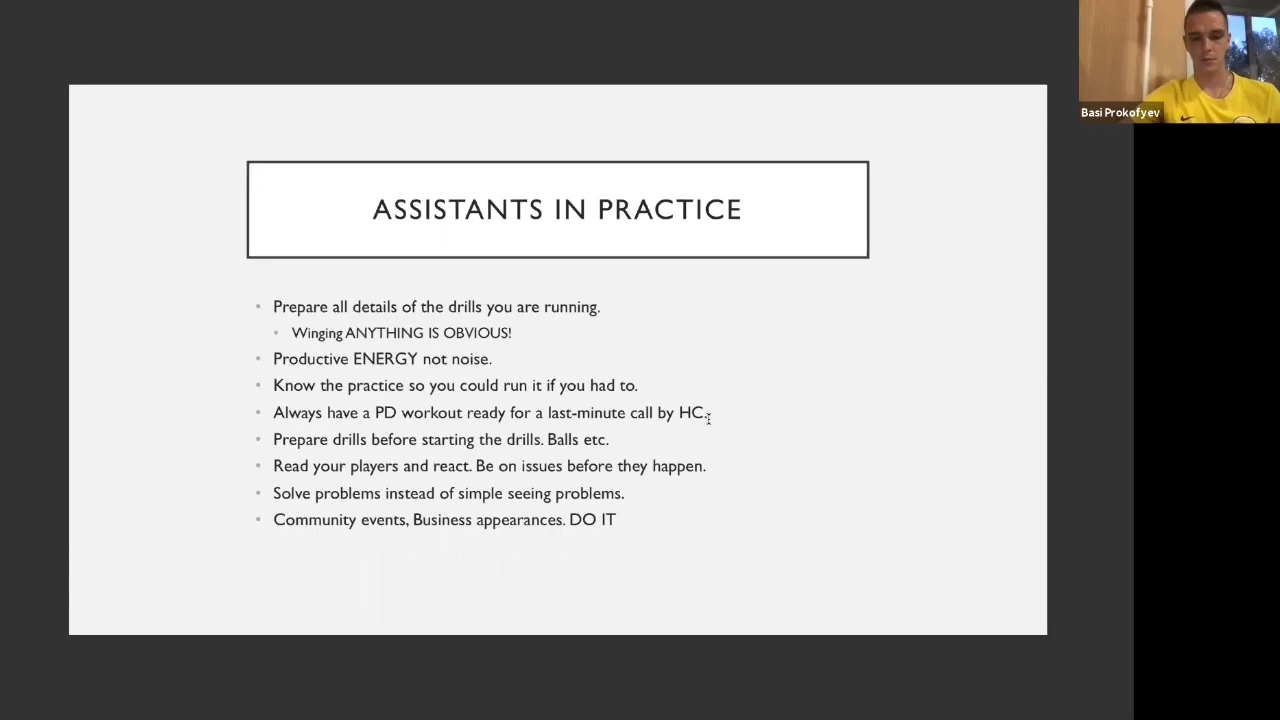 Basi Prokofyev
ASSISTANTS IN PRACTICE
• Prepare all details of the drills you are running.
• Winging ANYTHING IS OBVIOUS!
• Productive ENERGY not noise.
• Know the practice so you could run it if you had to.
• Always have a PD workout ready for a last-minute call by HC.
• Prepare drills before starting the drills. Balls etc.
• Read your players and react. Be on issues before they happen.
• Solve problems instead of simple seeing problems.
• Community events, Business appearances. DO IT